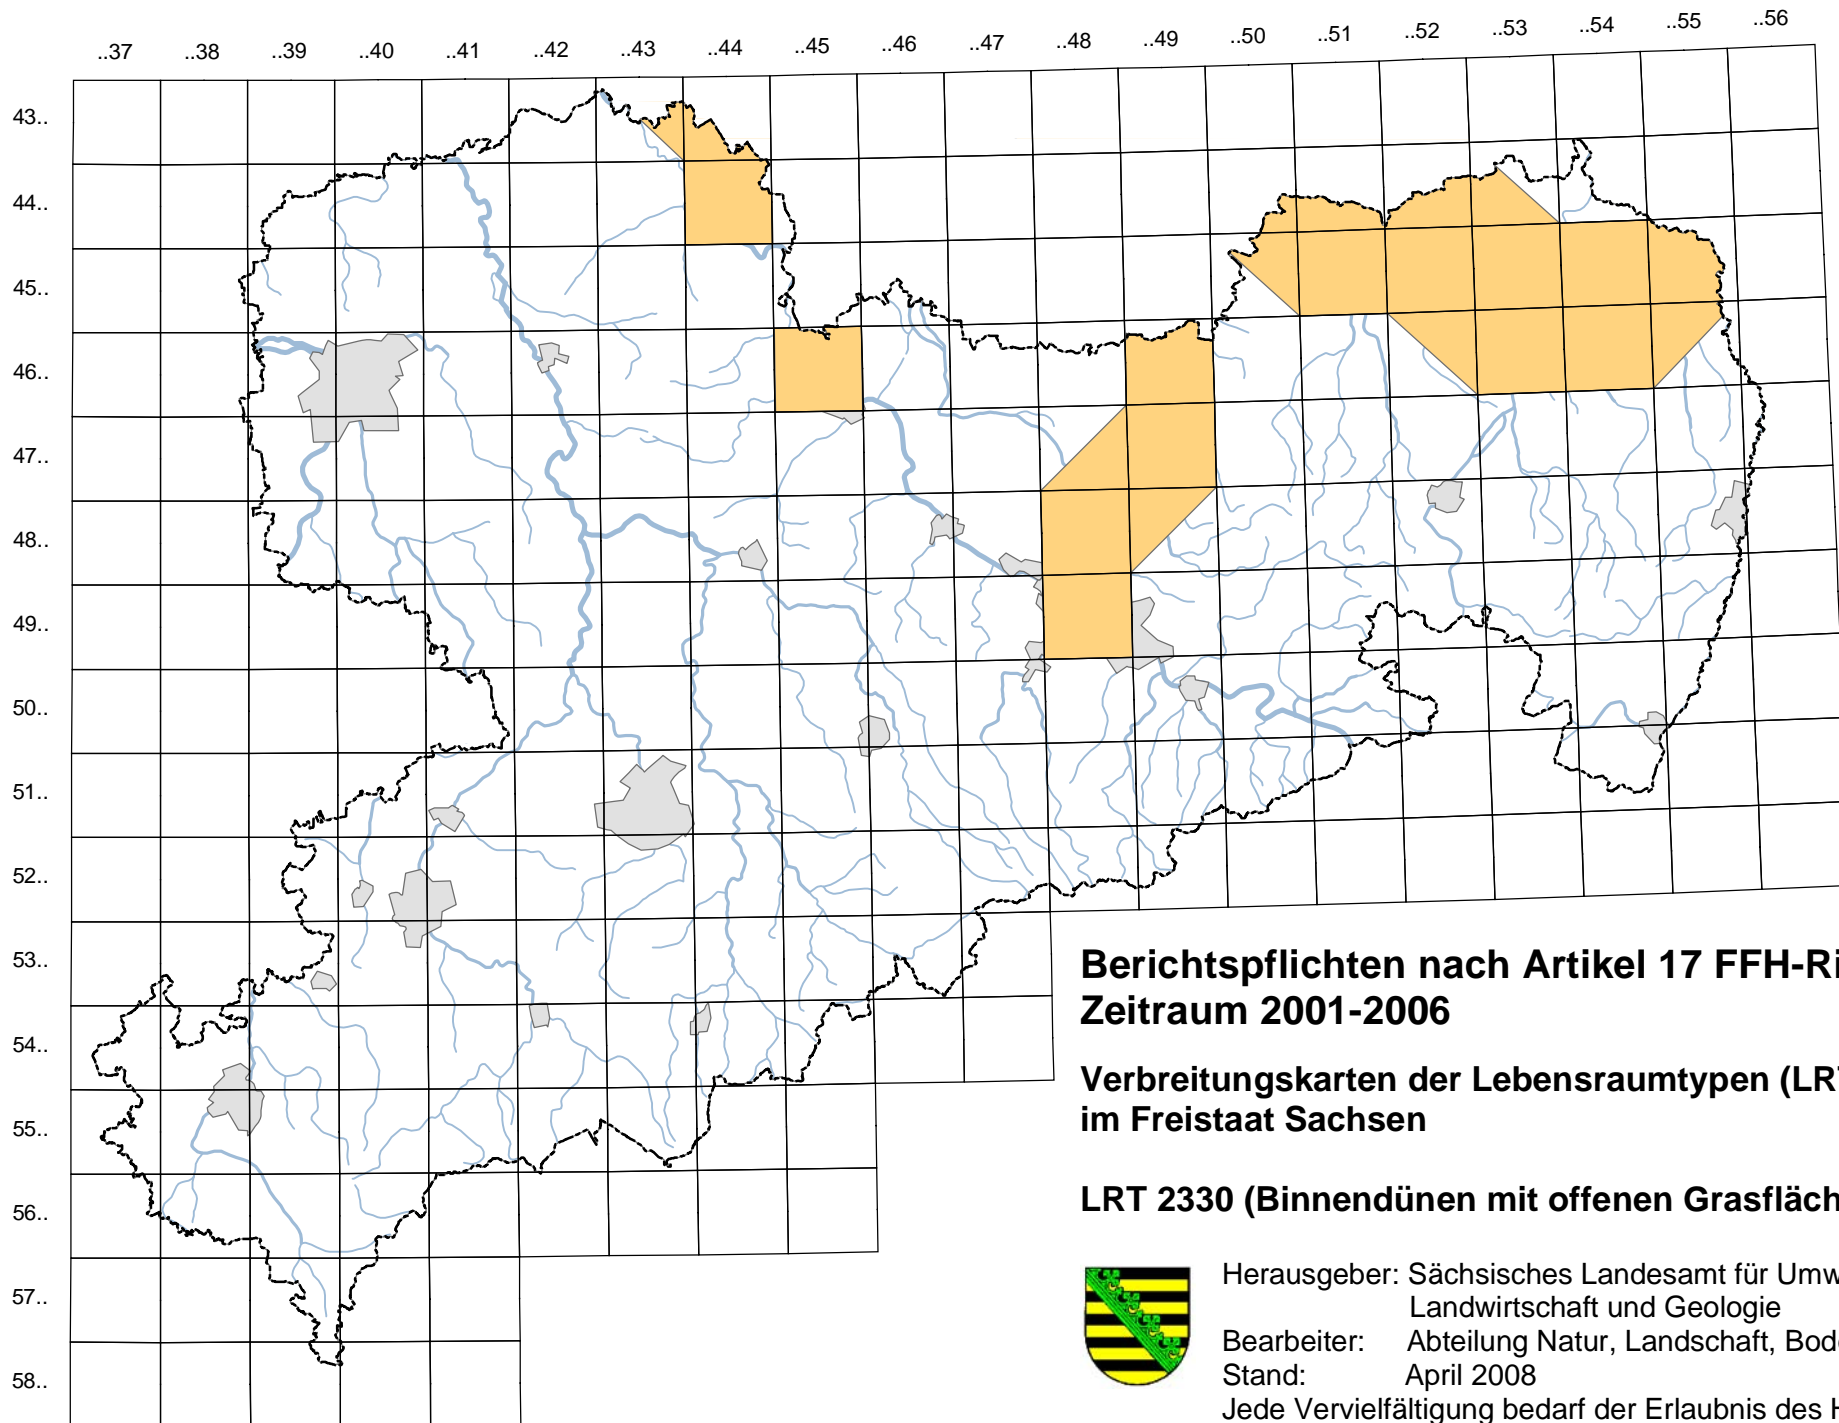 ..37 ..38 ..39 ..40 ..41 ..42 ..43 ..44 ..45 ..46 ..47 ..48 ..49 ..50 ..51 ..52 ..53 ..54 ..55 ..56
43..
44..
45..
46..
47..
48..
49..
50..
51..
52..
53..
54..
55..
56..
57..
58..
Berichtspflichten nach Artikel 17 FFH-Ri
Zeitraum 2001-2006
Verbreitungskarten der Lebensraumtypen (LRT
im Freistaat Sachsen
LRT 2330 (Binnendünen mit offenen Grasfläch
Herausgeber: Sächsisches Landesamt für Umw
Landwirtschaft und Geologie
Bearbeiter: Abteilung Natur, Landschaft, Bod
Stand: April 2008
Jede Vervielfältigung bedarf der Erlaubnis des H